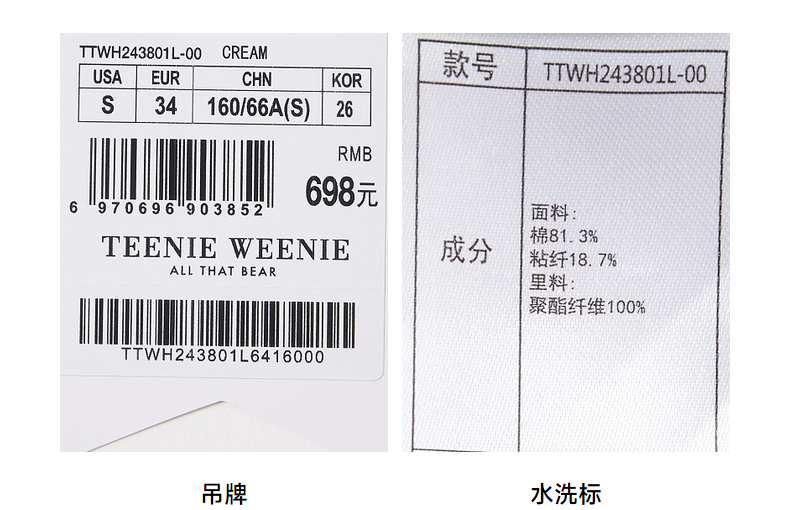 TTWH243801L-00 CREAM
USA EUR CHN KOR
S 34 160/66A(S) 26
RMB
698元
6 970696 903852
TEENIE WEENIE
ALL THAT BEAR
TTWH243801L6416000
吊牌
款号 TTWH243801L-00
成分
面料:
棉81.3%
粘纤18.7%
里料:
聚酯纤维100%
水洗标